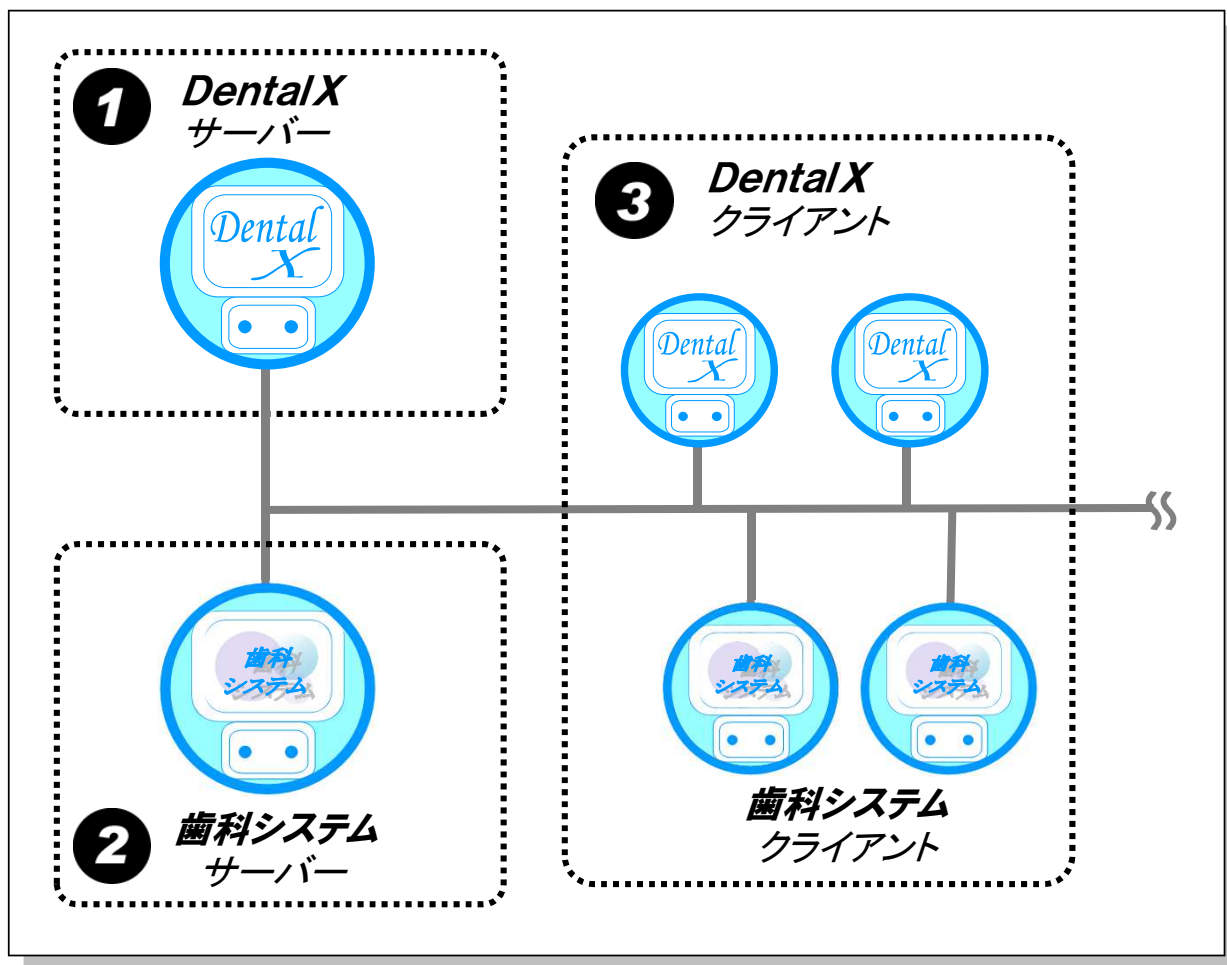 1
DentalX
サーバー
Dental
X
3
DentalX
クライアント
Dental
X
Dental
X
歯科
システム
2
歯科システム
サーバー
歯科
システム
歯科
システム
歯科システム
クライアント